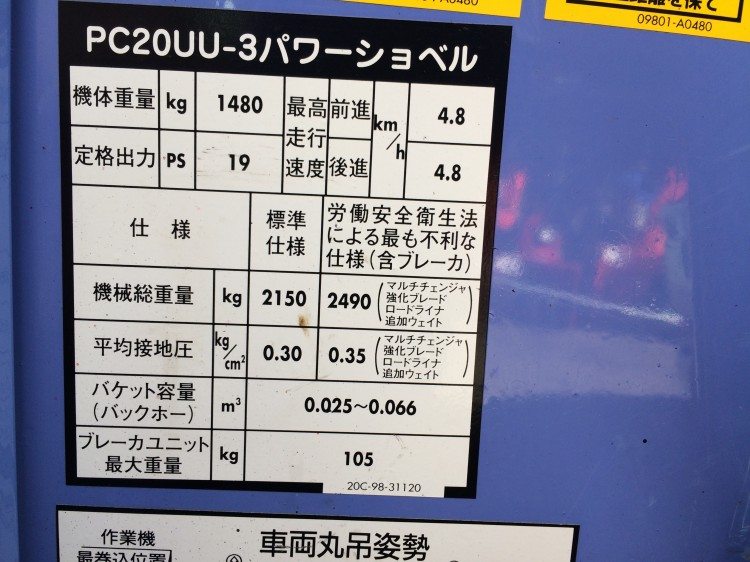 09801-A0480
PC20UU-3パワーショベル
機体重量 kg 1480 最高走行速度 前進 km/h 4.8
定格出力 PS 19 後進 4.8
仕様 標準仕様 労働安全衛生法による最も不利な仕様(含ブレーカ)
機械総重量 kg 2150 2490 (マルチチェンジャ 強化ブレード ロードライナ 追加ウェイト)
平均接地圧 kg/cm² 0.30 0.35 (マルチチェンジャ 強化ブレード ロードライナ 追加ウェイト)
バケット容量(バックホー) m³ 0.025~0.066
ブレーカユニット最大重量 kg 105
20C-98-31120
作業機
最巻込位置
車両丸吊姿勢